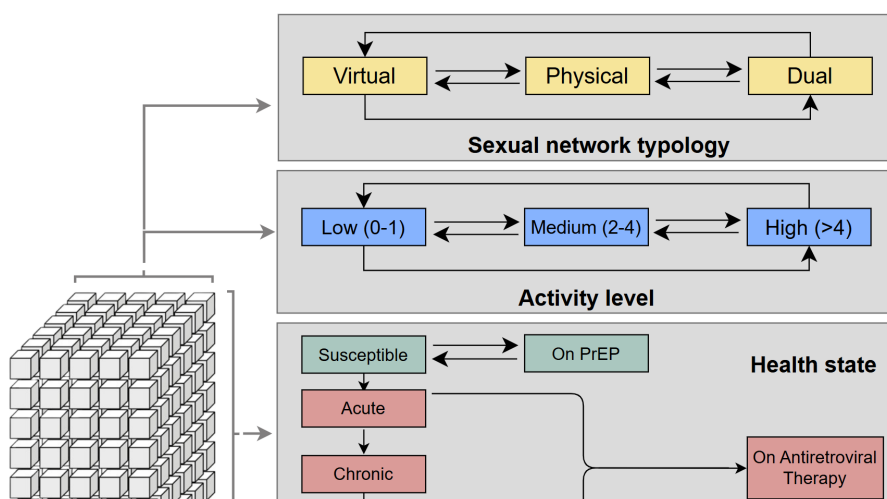 Virtual
Physical
Dual
Sexual network typology
Low (0-1)
Medium (2-4)
High (>4)
Activity level
Susceptible
On PrEP
Health state
Acute
Chronic
On Antiretroviral
Therapy